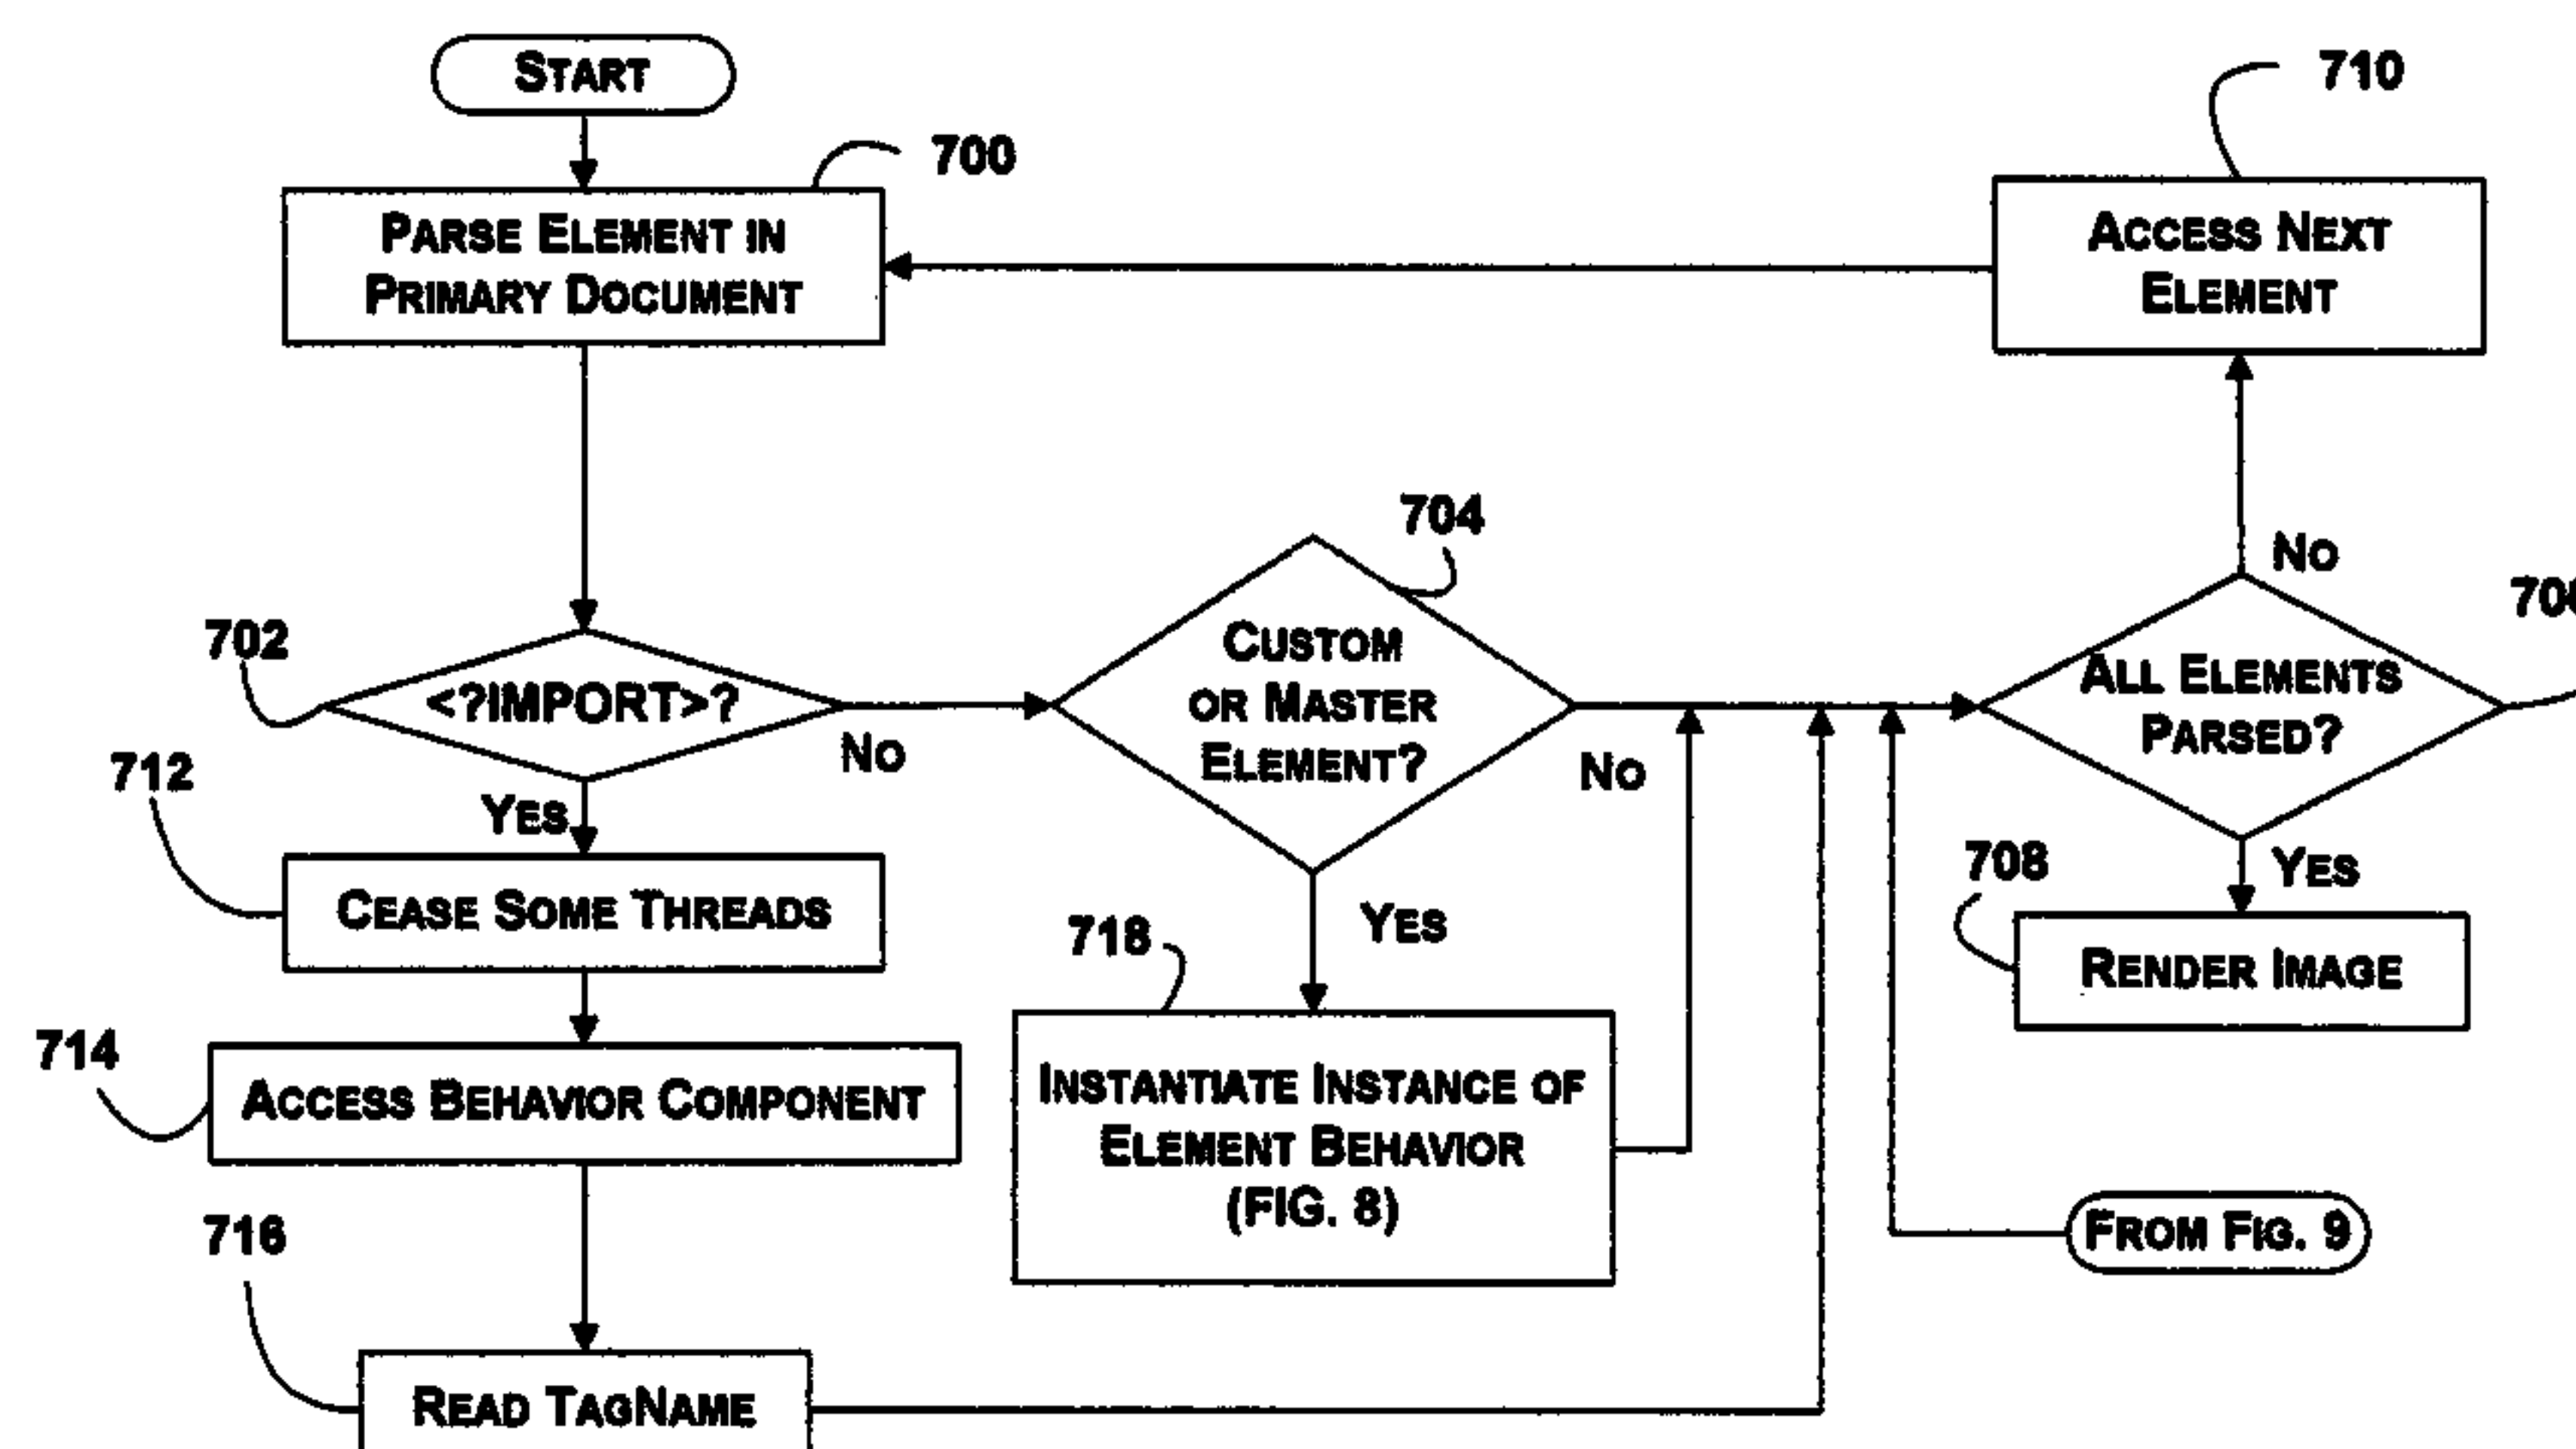 START
700
PARSE ELEMENT IN
PRIMARY DOCUMENT
710
ACCESS NEXT
ELEMENT
702
<?IMPORT>?
NO
YES
704
CUSTOM
OR MASTER
ELEMENT?
NO
YES
NO
ALL ELEMENTS
PARSED?
YES
708
RENDER IMAGE
712
CEASE SOME THREADS
714
ACCESS BEHAVIOR COMPONENT
718
INSTANTIATE INSTANCE OF
ELEMENT BEHAVIOR
(FIG. 8)
FROM FIG. 9
716
READ TAGNAME